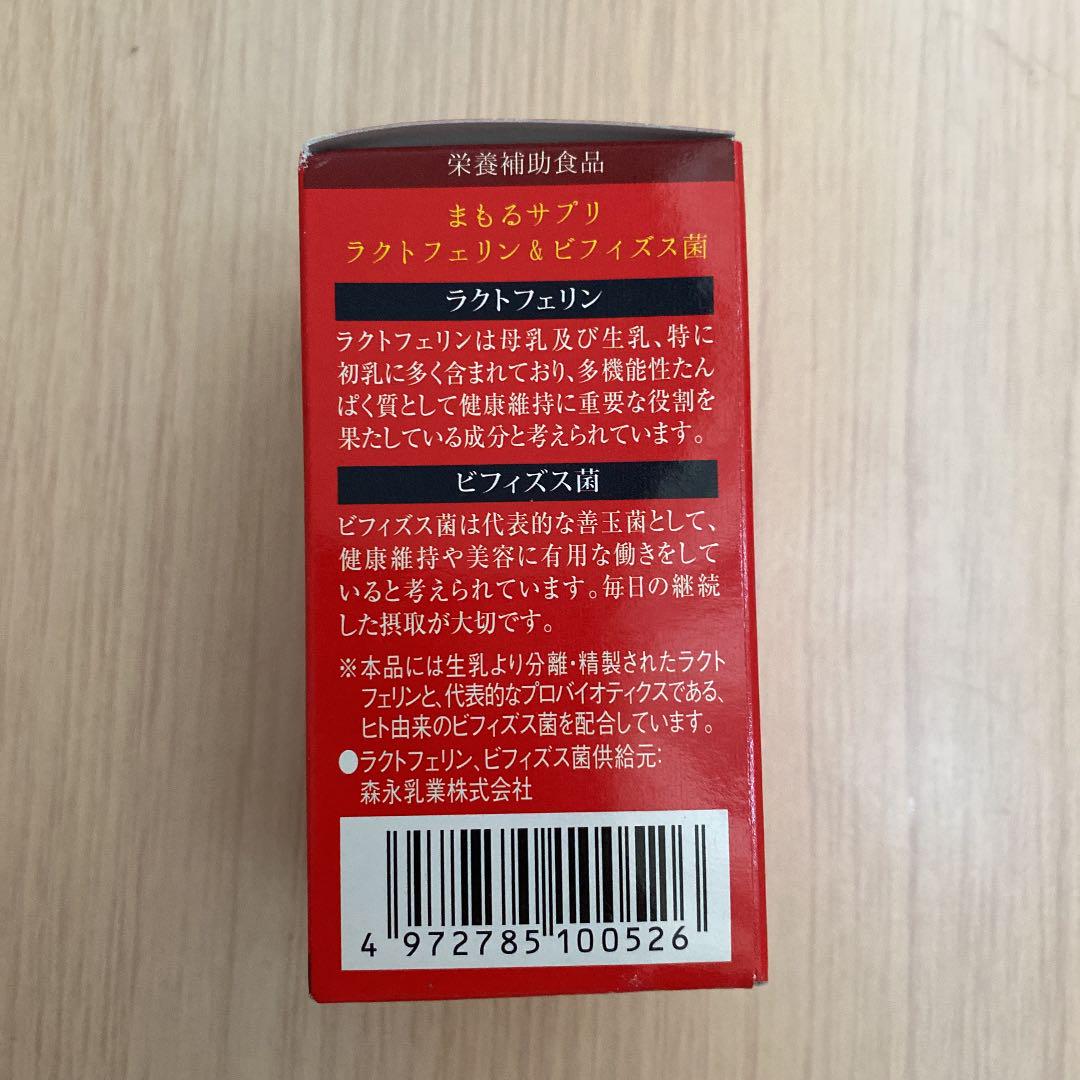 栄養補助食品
まもるサプリ
ラクトフェリン&ビフィズス菌
ラクトフェリン
ラクトフェリンは母乳及び生乳、特に
初乳に多く含まれており、多機能性たん
ぱく質として健康維持に重要な役割を
果たしている成分と考えられています。
ビフィズス菌
ビフィズス菌は代表的な善玉菌として、
健康維持や美容に有用な働きをして
いると考えられています。毎日の継続
した摂取が大切です。
※本品には生乳より分離・精製されたラクト
フェリンと、代表的なプロバイオティクスである、
ヒト由来のビフィズス菌を配合しています。
●ラクトフェリン、ビフィズス菌供給元:
森永乳業株式会社
4 972785 100526